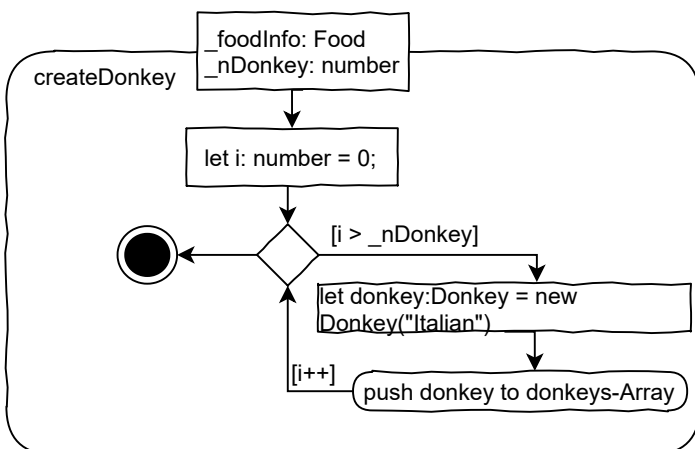 _foodInfo: Food
_nDonkey: number
createDonkey
let i: number = 0;
[i > _nDonkey]
let donkey:Donkey = new
Donkey("Italian")
[i++]
push donkey to donkeys-Array